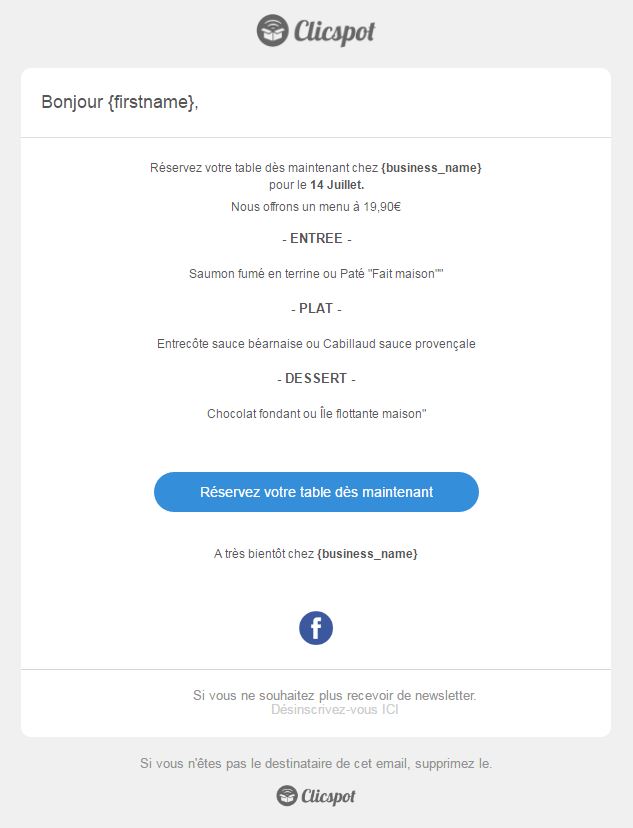 Clicspot
Bonjour {firstname},
Réservez votre table dès maintenant chez {business_name}
pour le 14 Juillet.
Nous offrons un menu à 19,90€
- ENTREE -
Saumon fumé en terrine ou Paté "Fait maison""
- PLAT -
Entrecôte sauce béarnaise ou Cabillaud sauce provençale
- DESSERT -
Chocolat fondant ou Île flottante maison"
Réservez votre table dès maintenant
A très bientôt chez {business_name}
f
Si vous ne souhaitez plus recevoir de newsletter.
Désinscrivez-vous ICI
Si vous n'êtes pas le destinataire de cet email, supprimez le.
Clicspot